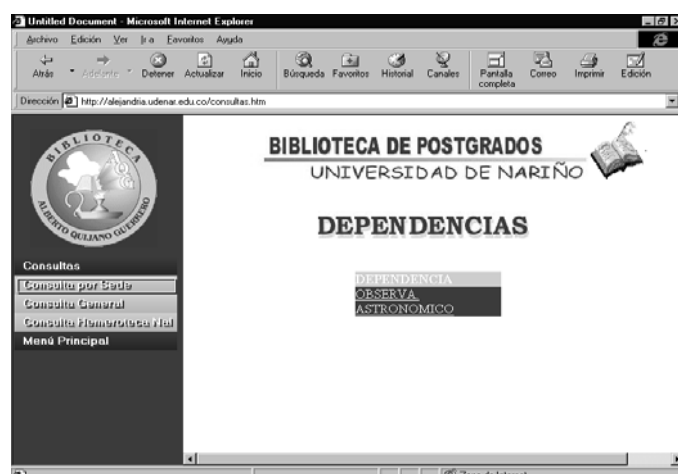 Untitled Document - Microsoft Internet Explorer
Archivo Edición Ver Ir a Favoritos Ayuda
Atrás Adelante Detener Actualizar Inicio Búsqueda Favoritos Historial Canales Pantalla completa Correo Imprimir Edición
Dirección http://alejandria.udenar.edu.co/consultas.htm
BIBLIOTECA
ALBERTO QUIJANO GUERRERO
BIBLIOTECA DE POSTGRADOS
UNIVERSIDAD DE NARIÑO
DEPENDENCIAS
Consultas
Consulta por Sede
Consulta General
Consulta Hemeroteca Nal
Menú Principal
DEPENDENCIA
OBSERVA.
ASTRONOMICO